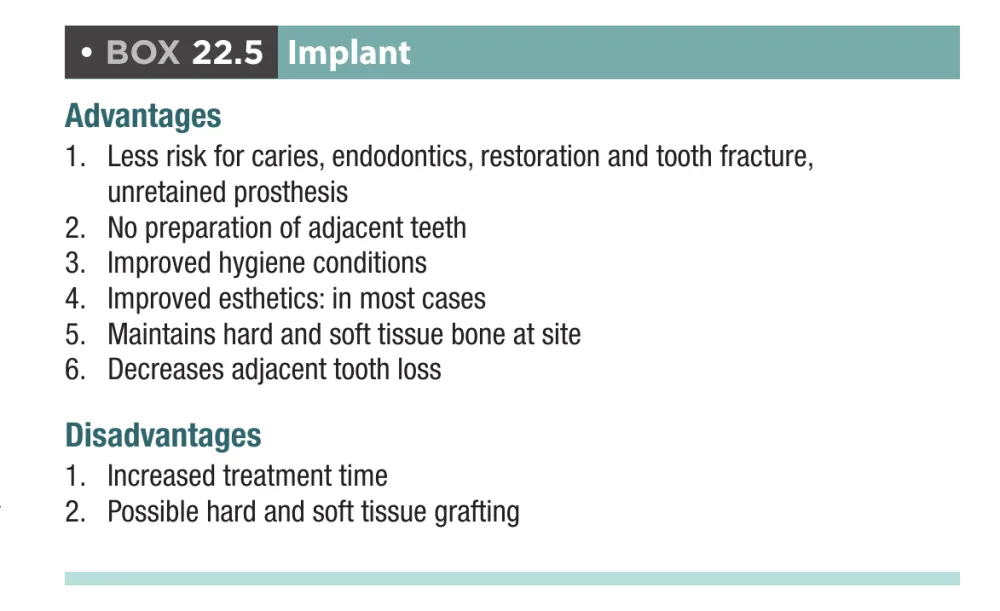 • BOX 22.5 Implant
Advantages
1. Less risk for caries, endodontics, restoration and tooth fracture,
unretained prosthesis
2. No preparation of adjacent teeth
3. Improved hygiene conditions
4. Improved esthetics: in most cases
5. Maintains hard and soft tissue bone at site
6. Decreases adjacent tooth loss
Disadvantages
1. Increased treatment time
2. Possible hard and soft tissue grafting